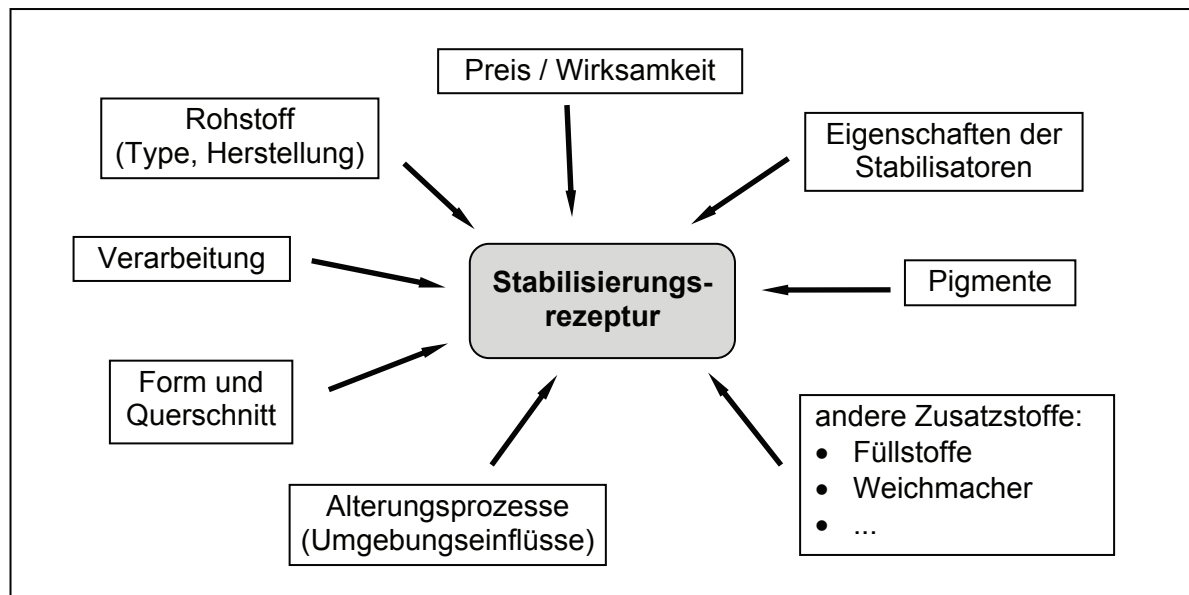 Preis / Wirksamkeit
Rohstoff
(Type, Herstellung)
Eigenschaften der
Stabilisatoren
Verarbeitung
Stabilisierungs-
rezeptur
Pigmente
Form und
Querschnitt
andere Zusatzstoffe:
• Füllstoffe
• Weichmacher
• ...
Alterungsprozesse
(Umgebungseinflüsse)